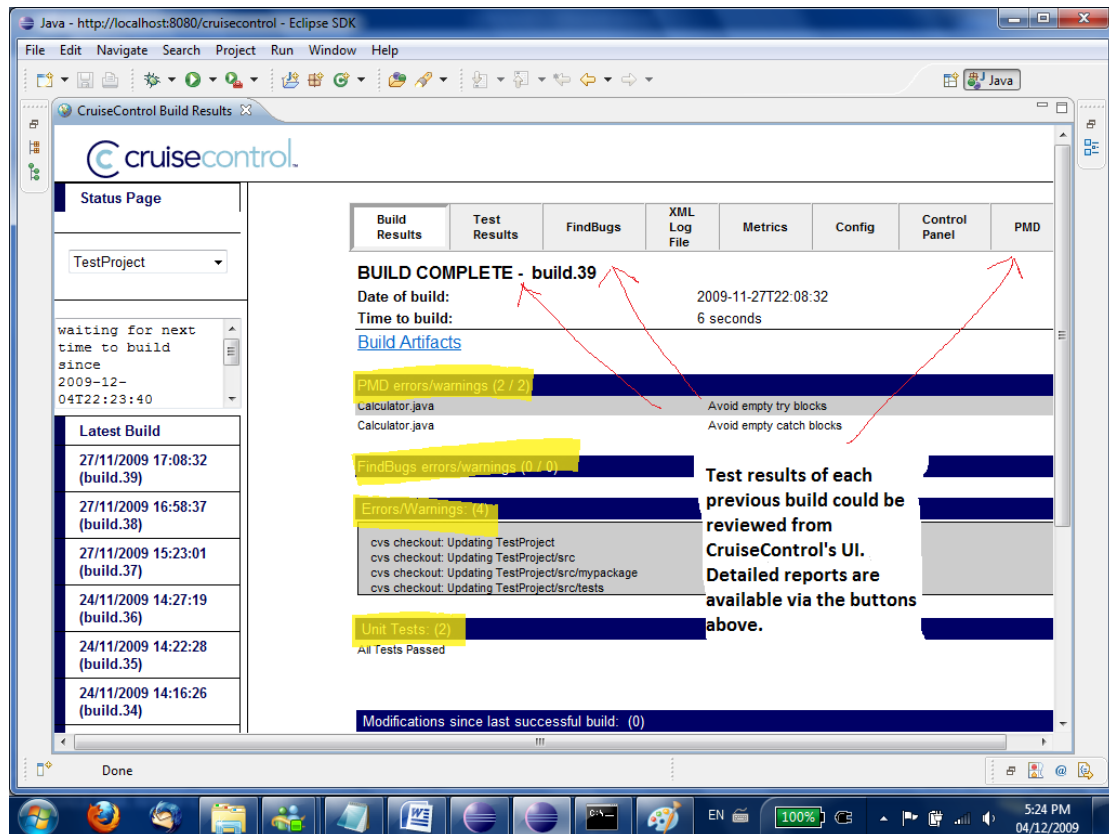 Java - http://localhost:8080/cruisecontrol - Eclipse SDK
File Edit Navigate Search Project Run Window Help
Java
CruiseControl Build Results
cruisecontrol
Status Page
TestProject
waiting for next
time to build
since
2009-12-
04T22:23:40
Latest Build
27/11/2009 17:08:32
(build.39)
27/11/2009 16:58:37
(build.38)
27/11/2009 15:23:01
(build.37)
24/11/2009 14:27:19
(build.36)
24/11/2009 14:22:28
(build.35)
24/11/2009 14:16:26
(build.34)
Build Results
Test Results
FindBugs
XML Log File
Metrics
Config
Control Panel
PMD
BUILD COMPLETE - build.39
Date of build: 2009-11-27T22:08:32
Time to build: 6 seconds
Build Artifacts
PMD errors/warnings (2 / 2)
Calculator.java Avoid empty try blocks
Calculator.java Avoid empty catch blocks
FindBugs errors/warnings (0 / 0)
Errors/Warnings: (4)
cvs checkout: Updating TestProject
cvs checkout: Updating TestProject/src
cvs checkout: Updating TestProject/src/mypackage
cvs checkout: Updating TestProject/src/tests
Unit Tests: (2)
All Tests Passed
Modifications since last successful build: (0)
Test results of each
previous build could be
reviewed from
CruiseControl's UI.
Detailed reports are
available via the buttons
above.
Done
EN
100%
5:24 PM
04/12/2009